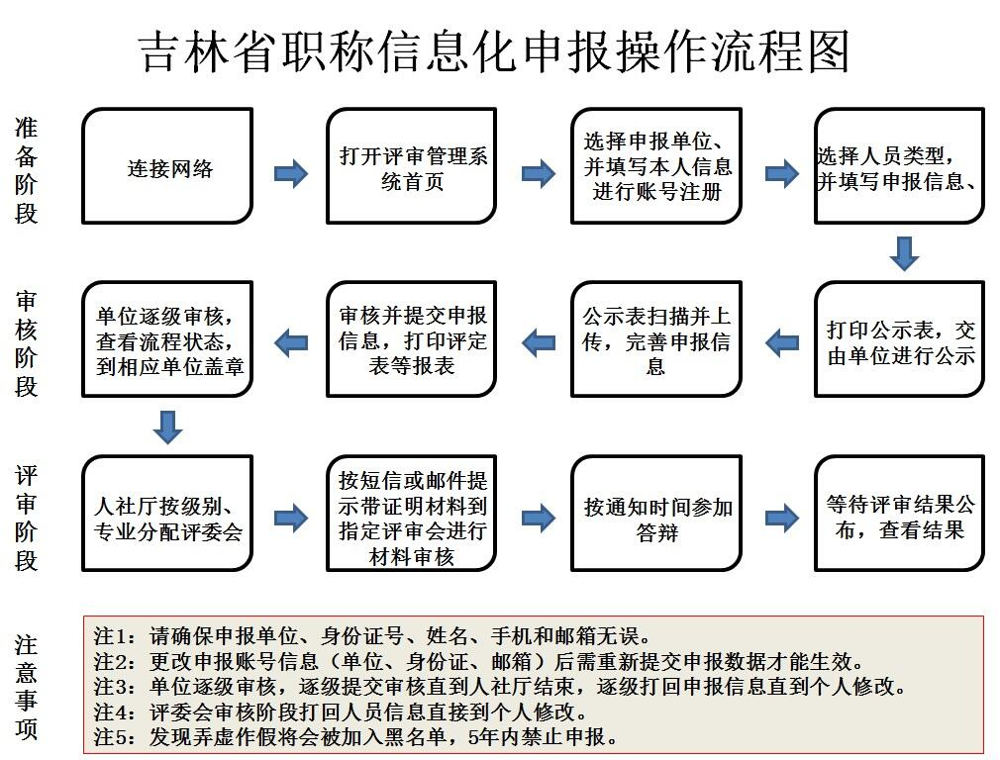 吉林省职称信息化申报操作流程图
准备阶段
连接网络
打开评审管理系
统首页
选择申报单位、
并填写本人信息
进行账号注册
选择人员类型，
并填写申报信息、
审核阶段
单位逐级审核，
查看流程状态，
到相应单位盖章
审核并提交申报
信息，打印评定
表等报表
公示表扫描并上
传，完善申报信
息
打印公示表，交
由单位进行公示
评审阶段
人社厅按级别、
专业分配评委会
按短信或邮件提
示带证明材料到
指定评审会进行
材料审核
按通知时间参加
答辩
等待评审结果公
布，查看结果
注意事项
注1：请确保申报单位、身份证号、姓名、手机和邮箱无误。
注2：更改申报账号信息（单位、身份证、邮箱）后需重新提交申报数据才能生效。
注3：单位逐级审核，逐级提交审核直到人社厅结束，逐级打回申报信息直到个人修改。
注4：评委会审核阶段打回人员信息直接到个人修改。
注5：发现弄虚作假将会被加入黑名单，5年内禁止申报。